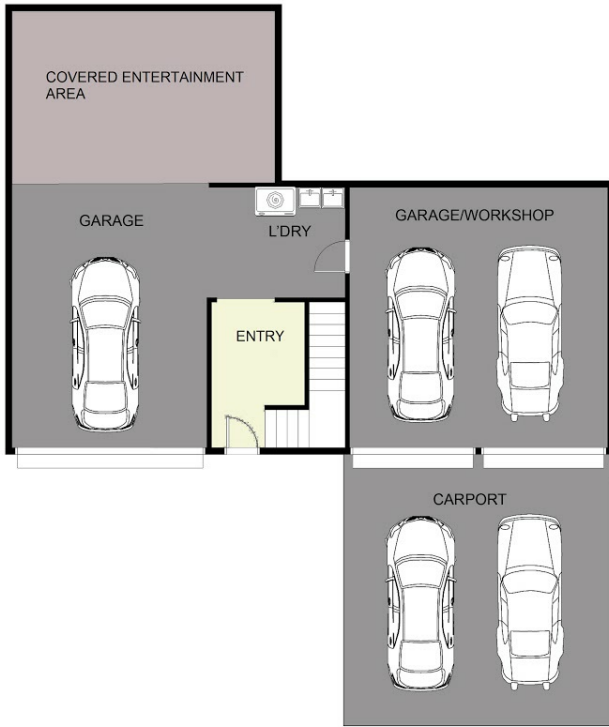 COVERED ENTERTAINMENT
AREA
GARAGE
GARAGE/WORKSHOP
L'DRY
ENTRY
CARPORT